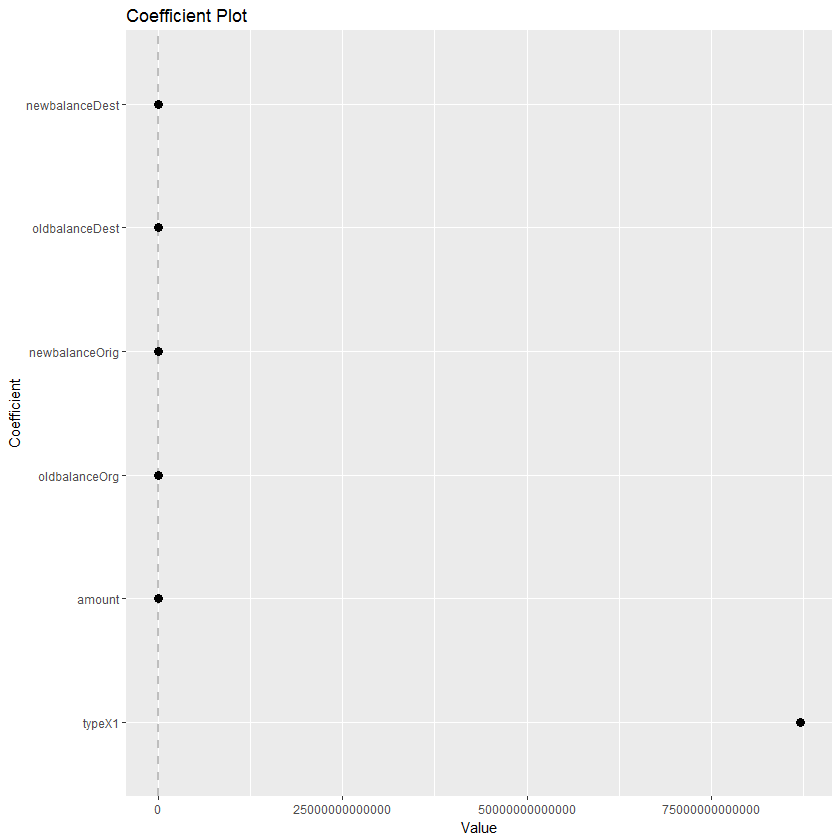 Coefficient Plot
newbalanceDest
oldbalanceDest
newbalanceOrig
oldbalanceOrg
amount
typeX1
Coefficient
0
25000000000000
50000000000000
75000000000000
Value